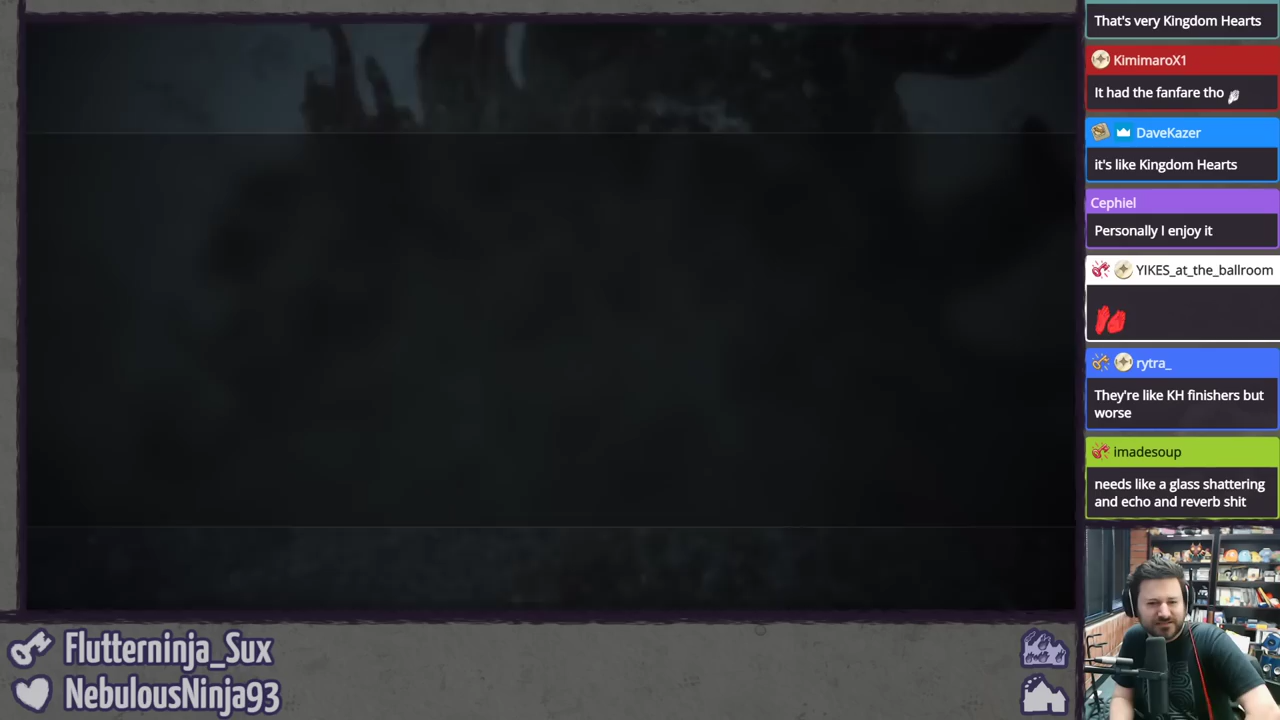 That's very Kingdom Hearts
KimimaroX1
It had the fanfare tho
DaveKazer
it's like Kingdom Hearts
Cephiel
Personally I enjoy it
YIKES_at_the_ballroom
rytra_
They're like KH finishers but
worse
imadesoup
needs like a glass shattering
and echo and reverb shit
Flutterninja_Sux
NebulousNinja93